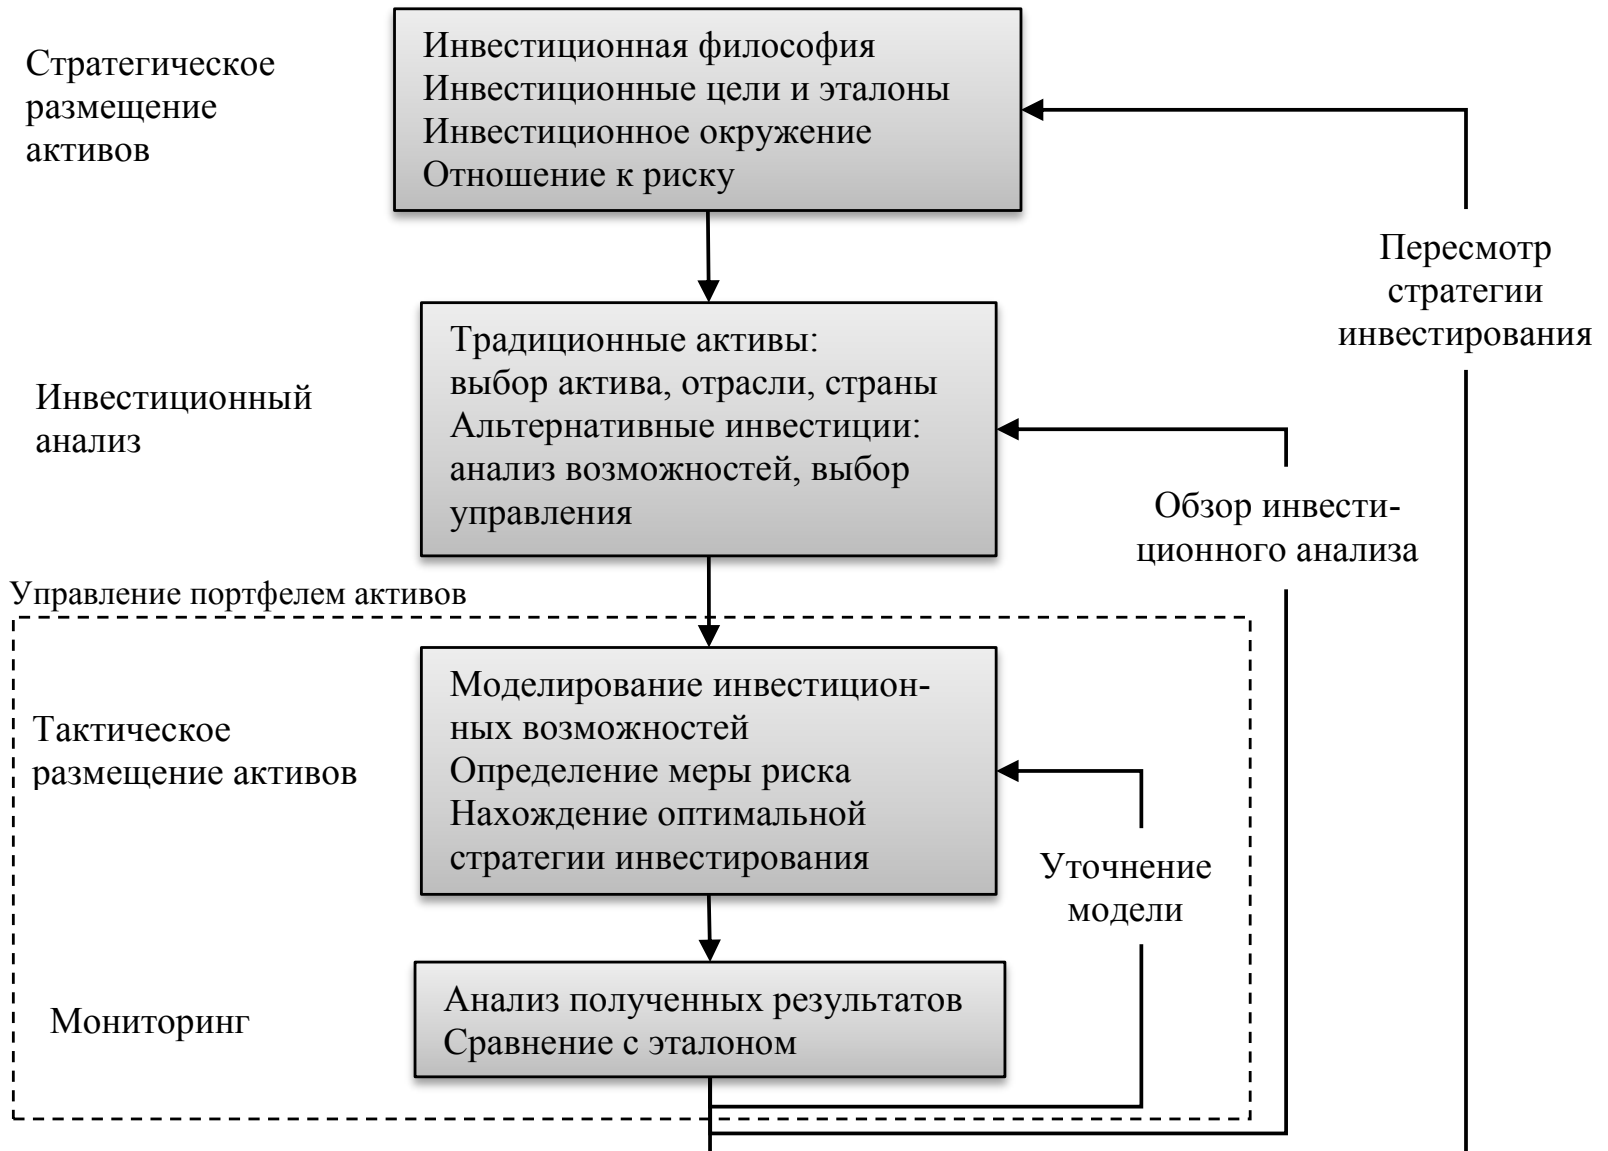 Стратегическое
размещение
активов
Инвестиционная философия
Инвестиционные цели и эталоны
Инвестиционное окружение
Отношение к риску
Пересмотр
стратегии
инвестирования
Инвестиционный
анализ
Традиционные активы:
выбор актива, отрасли, страны
Альтернативные инвестиции:
анализ возможностей, выбор
управления
Обзор инвести-
ционного анализа
Управление портфелем активов
Тактическое
размещение активов
Моделирование инвестицион-
ных возможностей
Определение меры риска
Нахождение оптимальной
стратегии инвестирования
Уточнение
модели
Мониторинг
Анализ полученных результатов
Сравнение с эталоном